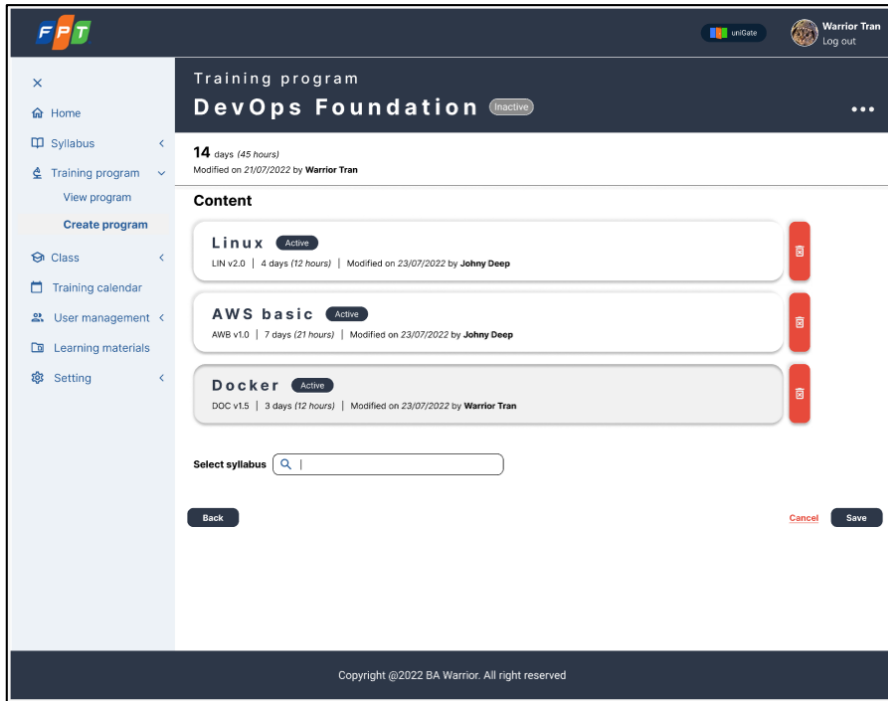 FPT
uniGate
Warrior Tran
Log out
Home
Syllabus
Training program
View program
Create program
Class
Training calendar
User management
Learning materials
Setting
Training program
DevOps Foundation Inactive
14 days (45 hours)
Modified on 21/07/2022 by Warrior Tran
Content
Linux Active
LIN v2.0 | 4 days (12 hours) | Modified on 23/07/2022 by Johny Deep
AWS basic Active
AWB v1.0 | 7 days (21 hours) | Modified on 23/07/2022 by Johny Deep
Docker Active
DOC v1.5 | 3 days (12 hours) | Modified on 23/07/2022 by Warrior Tran
Select syllabus
Back
Cancel
Save
Copyright @2022 BA Warrior. All right reserved